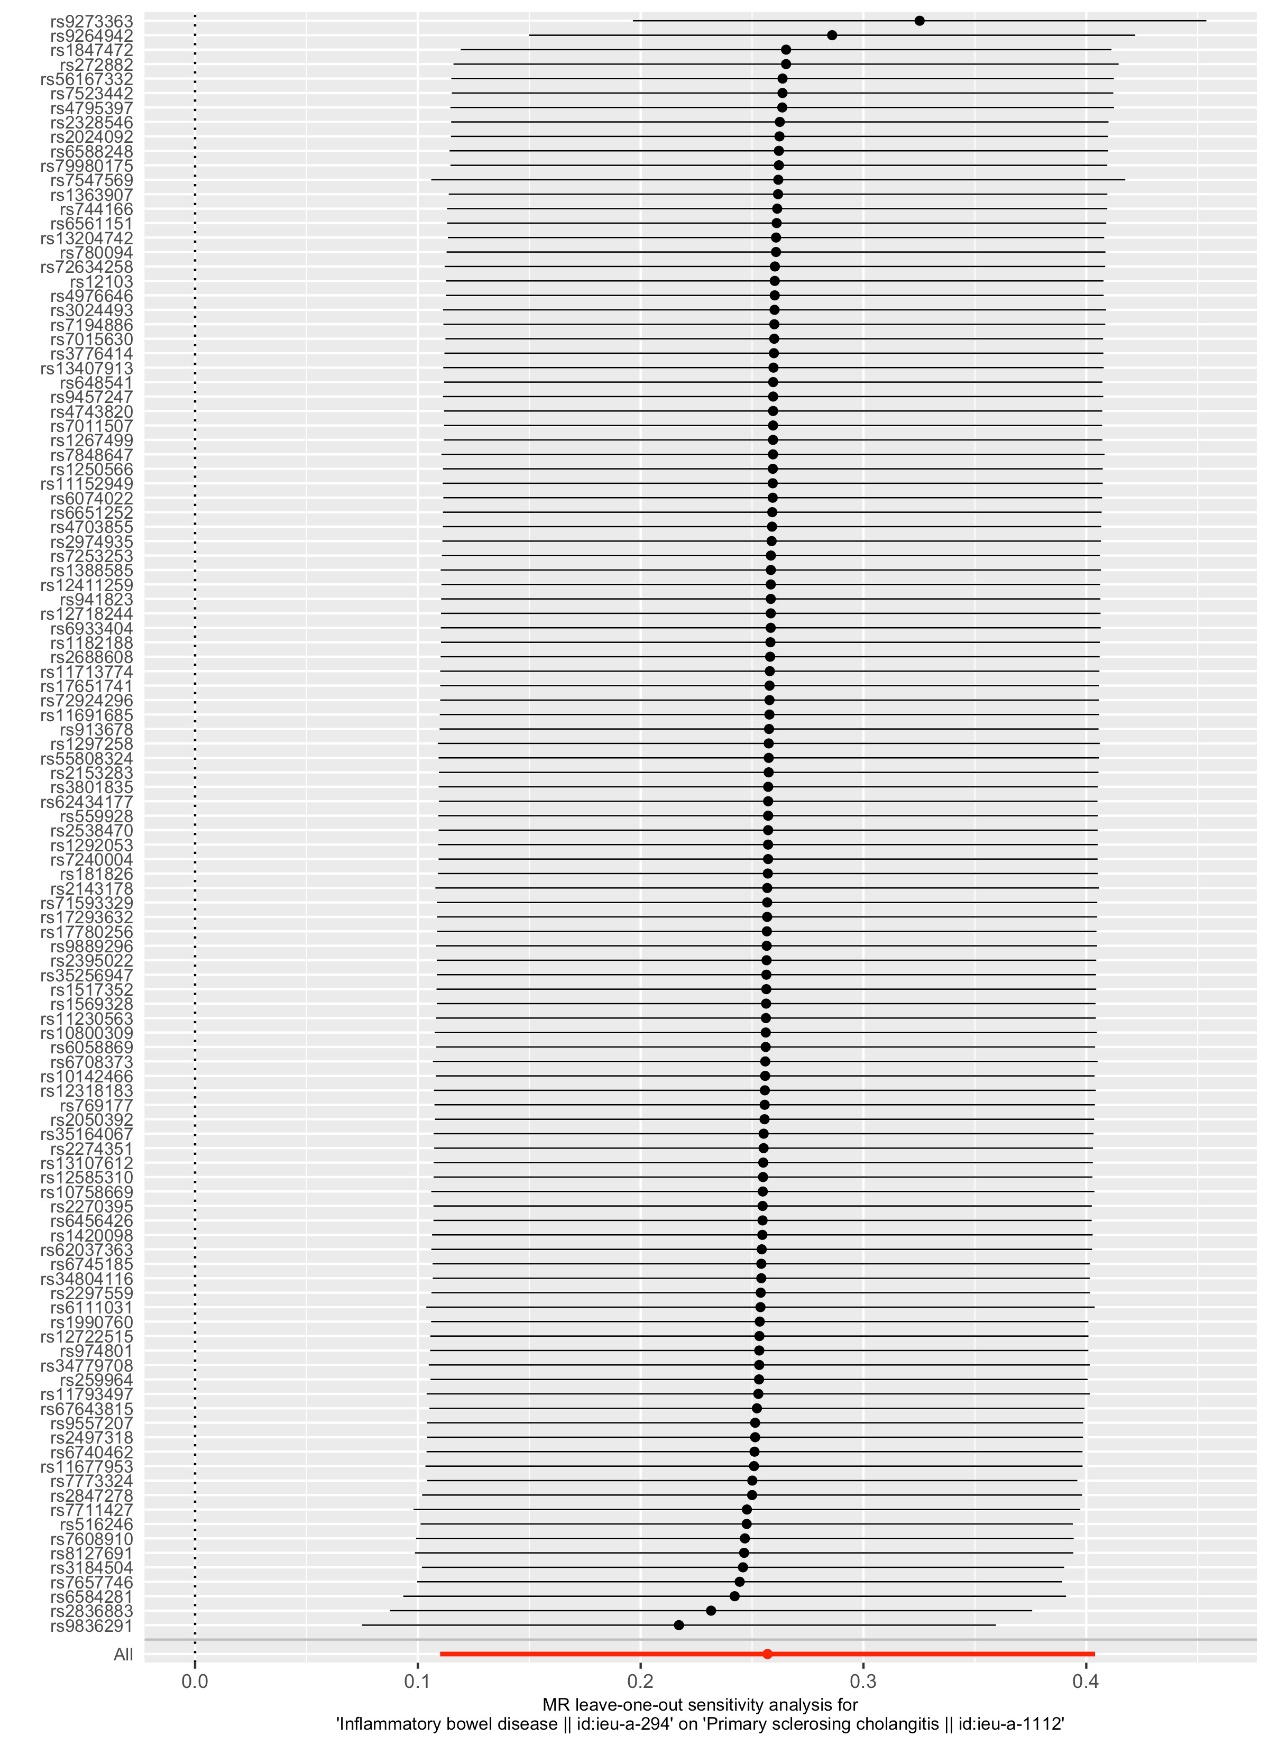 rs9273363
rs9264942
rs1847472
rs272882
rs56167332
rs7523442
rs4795397
rs2328546
rs2024092
rs6588248
rs79980175
rs7547569
rs1363907
rs744166
rs6561151
rs13204742
rs780094
rs72634258
rs12103
rs4976646
rs3024493
rs7194886
rs7015630
rs3776414
rs13407913
rs648541
rs9457247
rs4743820
rs7011507
rs1267499
rs7848647
rs1250566
rs11152949
rs6074022
rs6651252
rs4703855
rs2974935
rs7253253
rs1388585
rs12411259
rs941823
rs12718244
rs6933404
rs1182188
rs2688608
rs11713774
rs17651741
rs72924296
rs11691685
rs913678
rs1297258
rs55808324
rs2153283
rs3801835
rs62434177
rs559928
rs2538470
rs1292053
rs7240004
rs181826
rs2143178
rs71593329
rs17293632
rs17780256
rs9889296
rs2395022
rs35256947
rs1517352
rs1569328
rs11230563
rs10800309
rs6058869
rs6708373
rs10142466
rs12318183
rs769177
rs2050392
rs35164067
rs2274351
rs13107612
rs12585310
rs10758669
rs2270395
rs6456426
rs1420098
rs62037363
rs6745185
rs34804116
rs2297559
rs6111031
rs1990760
rs12722515
rs974801
rs34779708
rs259964
rs11793497
rs67643815
rs9557207
rs2497318
rs6740462
rs11677953
rs7773324
rs2847278
rs7711427
rs516246
rs7608910
rs8127691
rs3184504
rs7657746
rs6584281
rs2836883
rs9836291
All
0.0 0.1 0.2 0.3 0.4
MR leave-one-out sensitivity analysis for
'Inflammatory bowel disease || id:ieu-a-294' on 'Primary sclerosing cholangitis || id:ieu-a-1112'